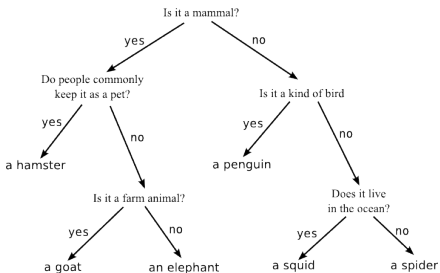 Is it a mammal?
yes
no
Do people commonly
keep it as a pet?
Is it a kind of bird
yes
no
yes
no
a hamster
a penguin
Is it a farm animal?
Does it live
in the ocean?
yes
no
yes
no
a goat
an elephant
a squid
a spider